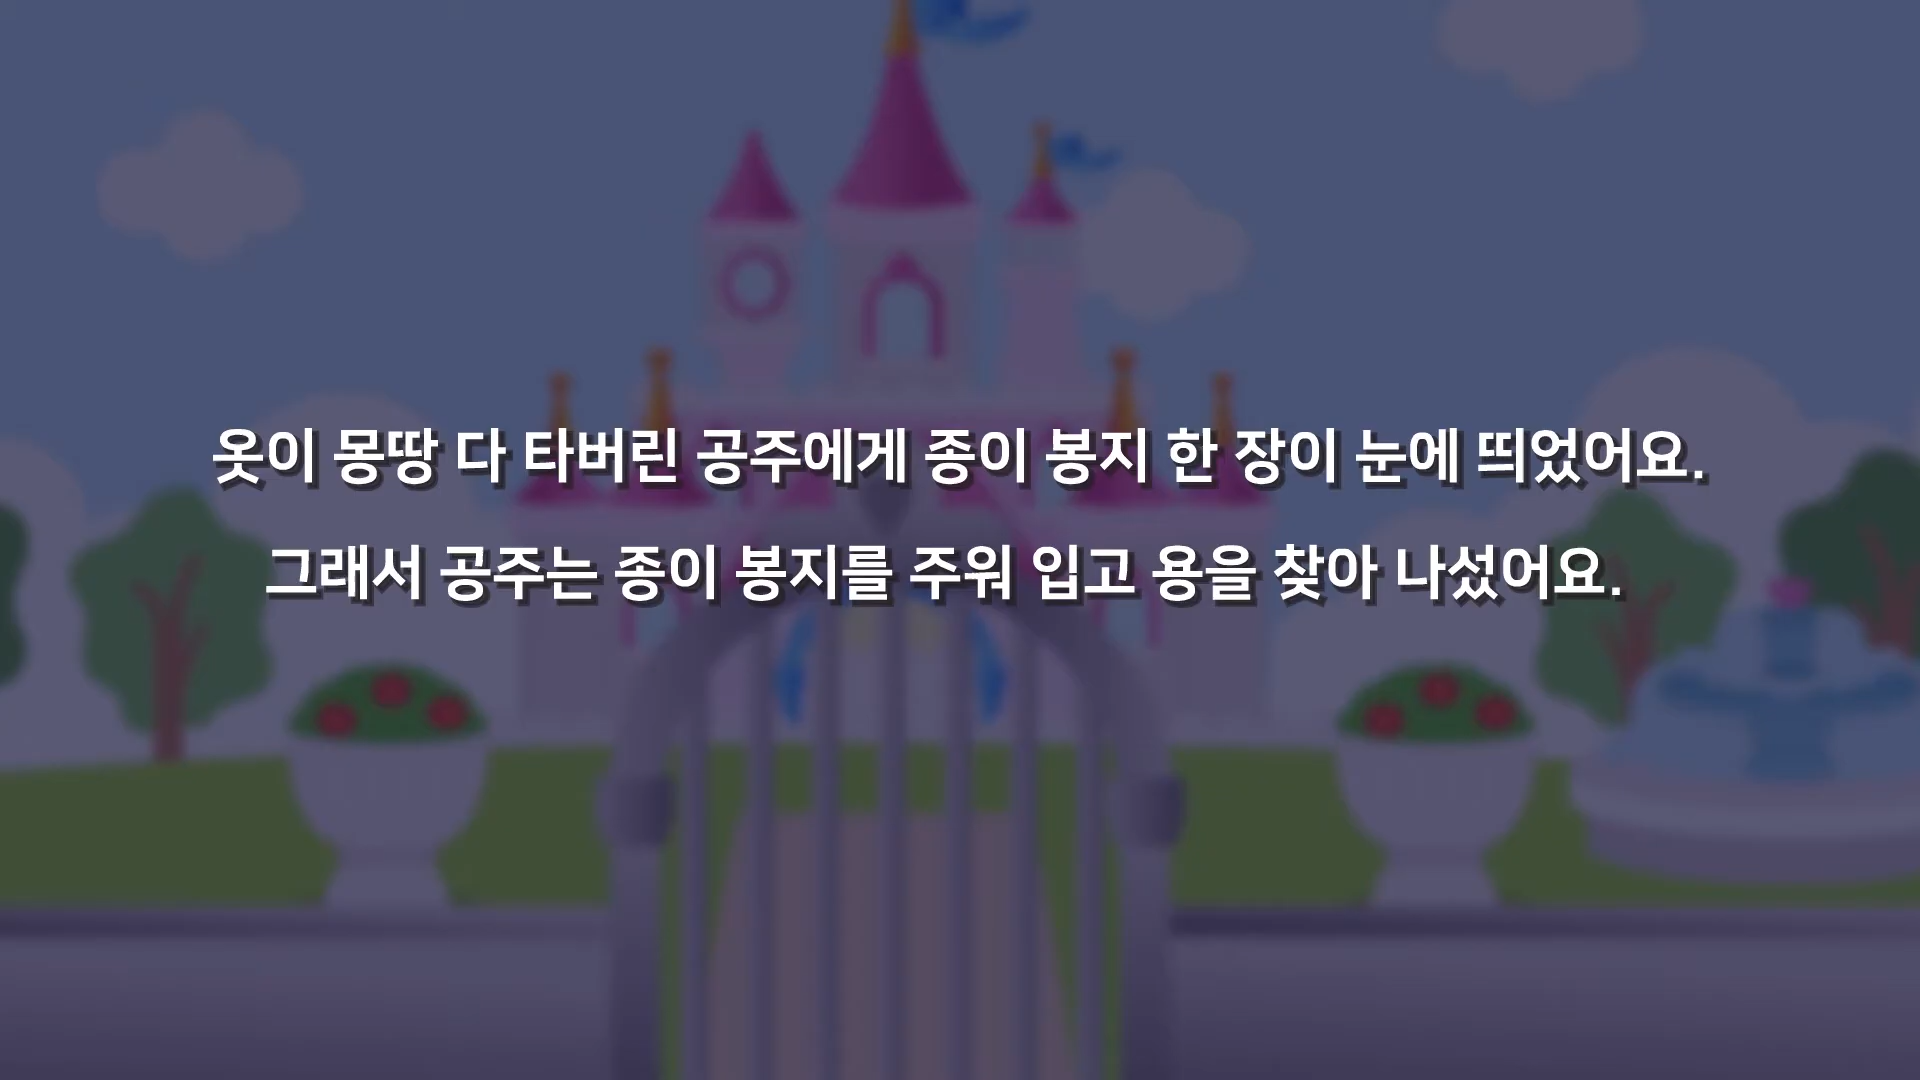 옷이 몽땅 다 타버린 공주에게 종이 봉지 한 장이 눈에 띄었어요.
그래서 공주는 종이 봉지를 주워 입고 용을 찾아 나섰어요.